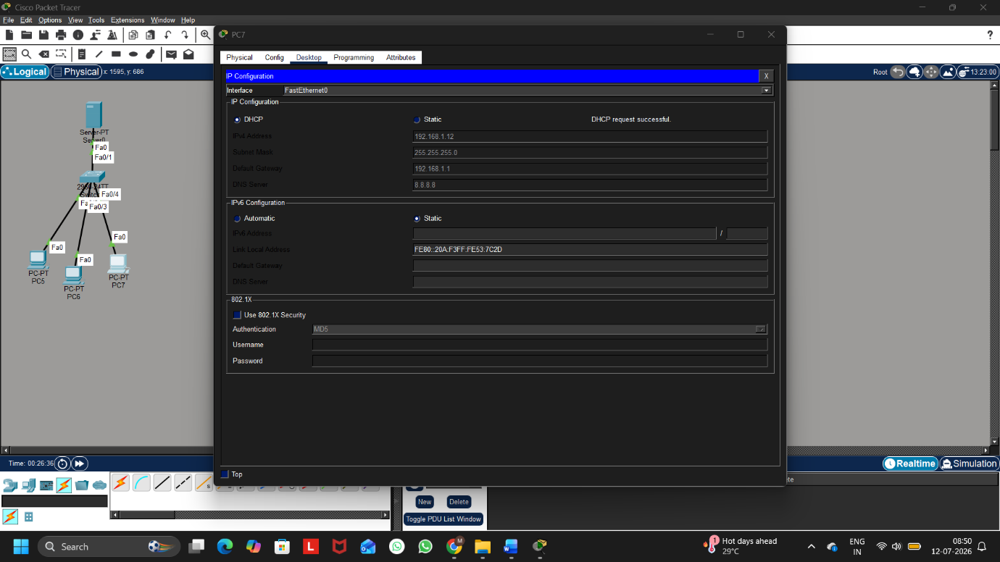 Cisco Packet Tracer
File Edit Options View Tools Extensions Window Help
PC7
?
Physical Config Desktop Programming Attributes
Logical Physical x: 1595, y: 686
Root 13:23:00
IP Configuration X
Interface FastEthernet0
IP Configuration
DHCP Static DHCP request successful.
IPv4 Address 192.168.1.12
Subnet Mask 255.255.255.0
Default Gateway 192.168.1.1
DNS Server 8.8.8.8
IPv6 Configuration
Automatic Static
IPv6 Address /
Link Local Address FE80::20A:F3FF:FE53:7C2D
Default Gateway
DNS Server
802.1X
Use 802.1X Security
Authentication MD5
Username
Password
Top
Server-PT
Server0
Fa0
Fa0/1
Fa0/4
Fa0/3
Fa0
Fa0
Fa0
PC-PT
PC5
PC-PT
PC6
PC-PT
PC7
Time: 00:26:36
Realtime Simulation
New Delete
Toggle PDU List Window
Search
Hot days ahead
29°C
1
M
ENG
IN
08:50
12-07-2026